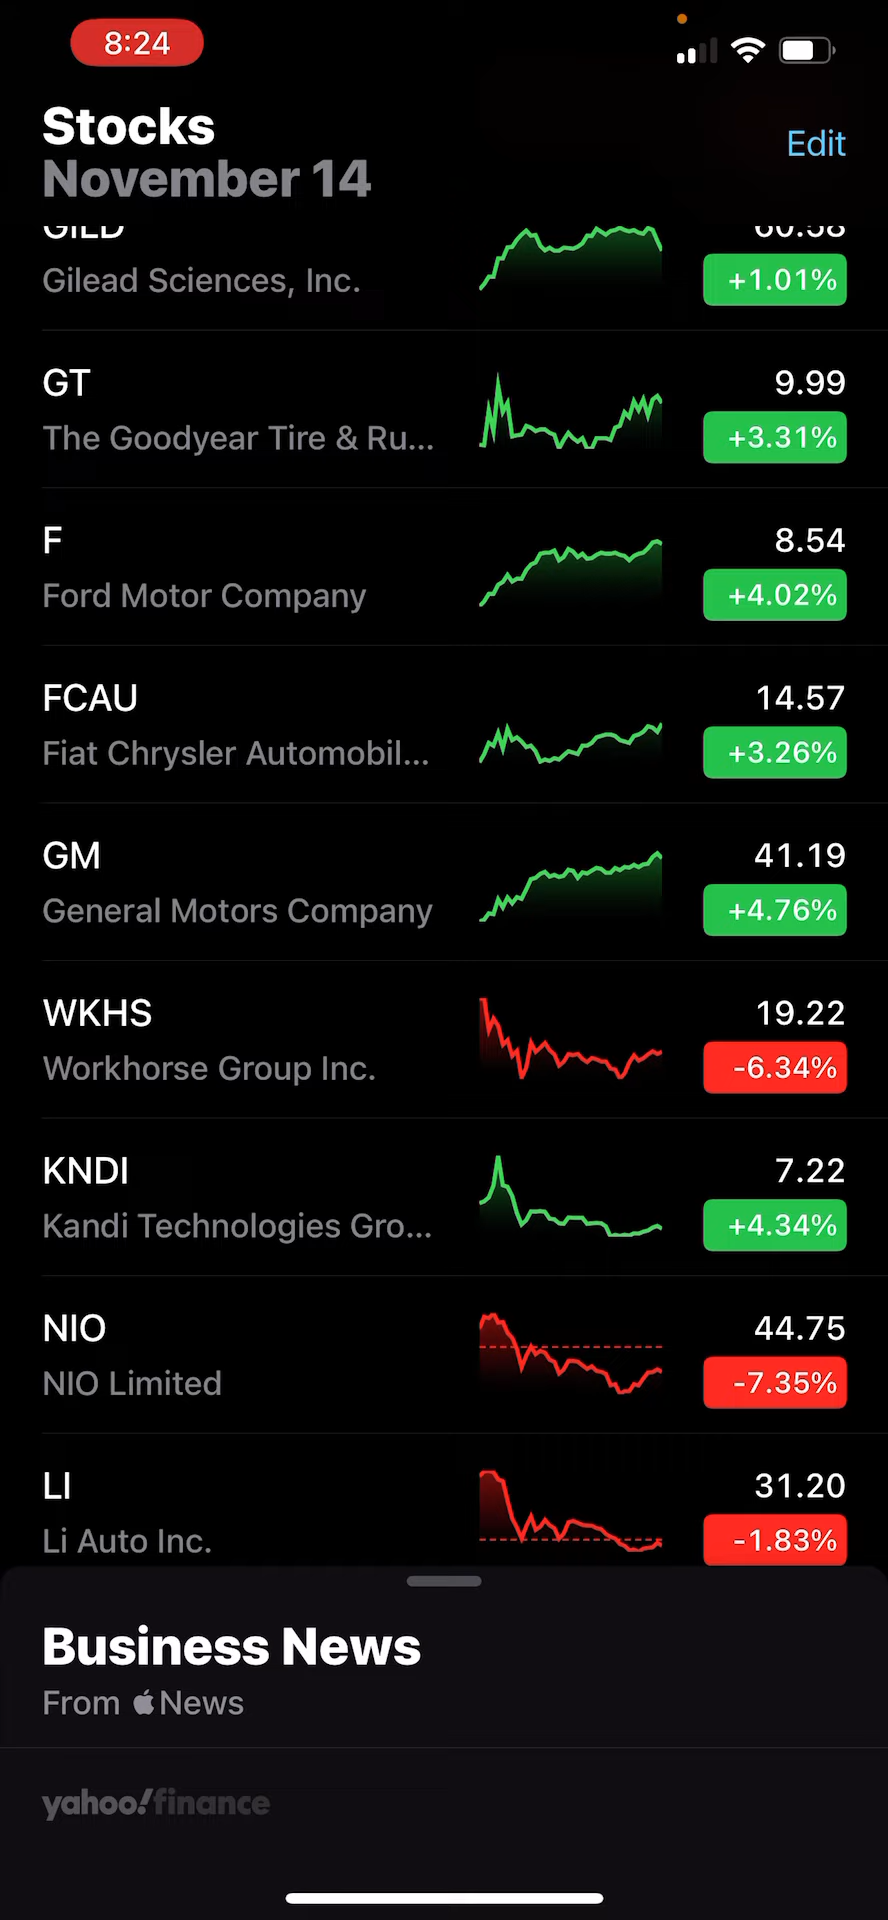 8:24
Stocks
November 14
Edit
GILD
60.58
Gilead Sciences, Inc.
+1.01%
GT
9.99
The Goodyear Tire & Ru...
+3.31%
F
8.54
Ford Motor Company
+4.02%
FCAU
14.57
Fiat Chrysler Automobil...
+3.26%
GM
41.19
General Motors Company
+4.76%
WKHS
19.22
Workhorse Group Inc.
-6.34%
KNDI
7.22
Kandi Technologies Gro...
+4.34%
NIO
44.75
NIO Limited
-7.35%
LI
31.20
Li Auto Inc.
-1.83%
Business News
From News
yahoo!finance